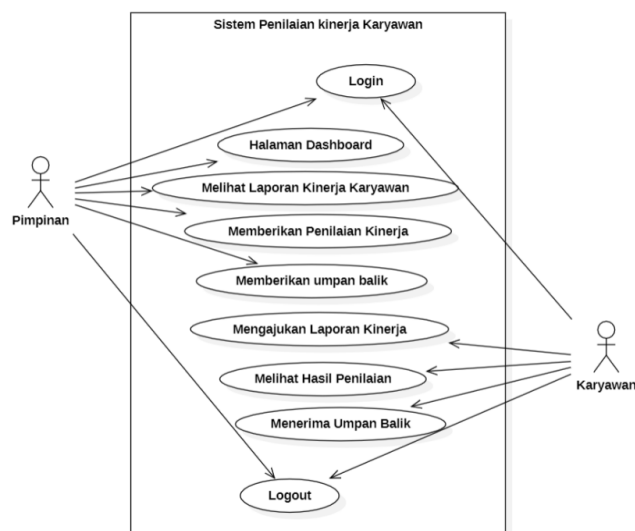 Sistem Penilaian kinerja Karyawan
Login
Halaman Dashboard
Melihat Laporan Kinerja Karyawan
Pimpinan
Memberikan Penilaian Kinerja
Memberikan umpan balik
Mengajukan Laporan Kinerja
Melihat Hasil Penilaian
Karyawan
Menerima Umpan Balik
Logout